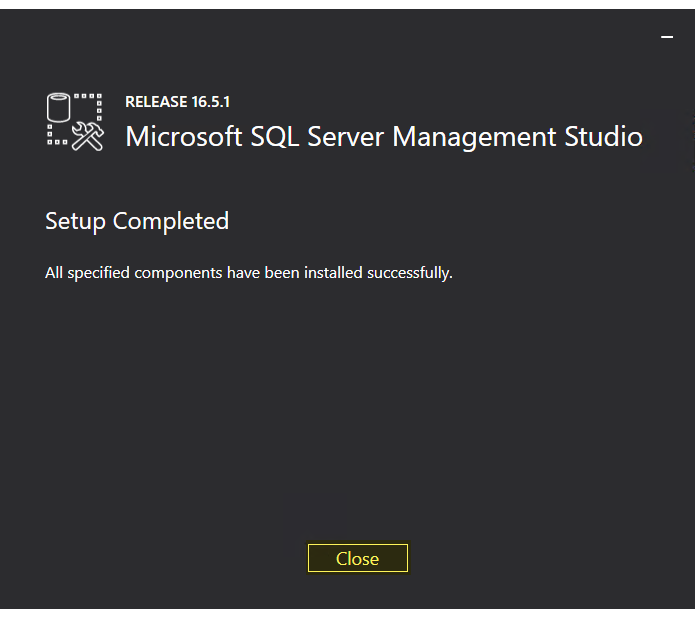 RELEASE 16.5.1
Microsoft SQL Server Management Studio
Setup Completed
All specified components have been installed successfully.
Close